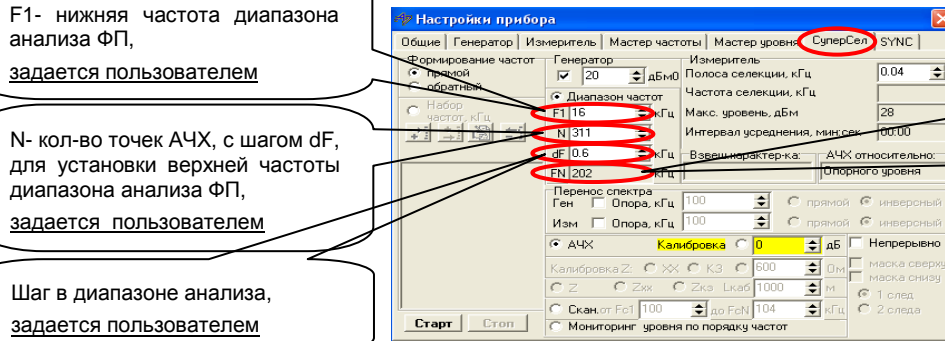 F1- нижняя частота диапазона
анализа ФП,
задается пользователем
N- кол-во точек АЧХ, с шагом dF,
для установки верхней частоты
диапазона анализа ФП,
задается пользователем
Шаг в диапазоне анализа,
задается пользователем
Настройки прибора
Общие Генератор Измеритель Мастер частоты Мастер уровня СуперСел SYNC
Формирование частот
прямой
обратный
Набор
частот, кГц
Старт Стоп
Генератор
20 дБм0
Диапазон частот
F1 16 кГц
N 311
dF 0.6 кГц
FN 202 кГц
Измеритель
Полоса селекции, кГц 0.04
Частота селекции, кГц
Макс. уровень, дБм 28
Интервал усреднения, мин:сек 00:00
Взвеш.характер-ка: АЧХ относительно:
Опорного уровня
Перенос спектра
Ген Опора, кГц 100 прямой инверсный
Изм Опора, кГц 100 прямой инверсный
АЧХ Калибровка 0 дБ Непрерывно
Калибровка Z: XX КЗ 600 Ом маска сверху
маска снизу
Z Zxx Zкз Lкаб 1000 м 1 след
Скан.от Fc1 100 до FcN 104 кГц 2 следа
Мониторинг уровня по порядку частот